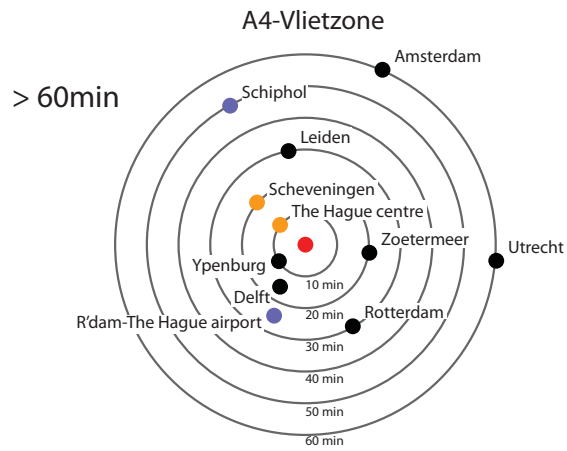 A4-Vlietzone
Amsterdam
> 60min
Schiphol
Leiden
Scheveningen
The Hague centre
Zoetermeer
Utrecht
Ypenburg
10 min
Delft
20 min
Rotterdam
R'dam-The Hague airport
30 min
40 min
50 min
60 min